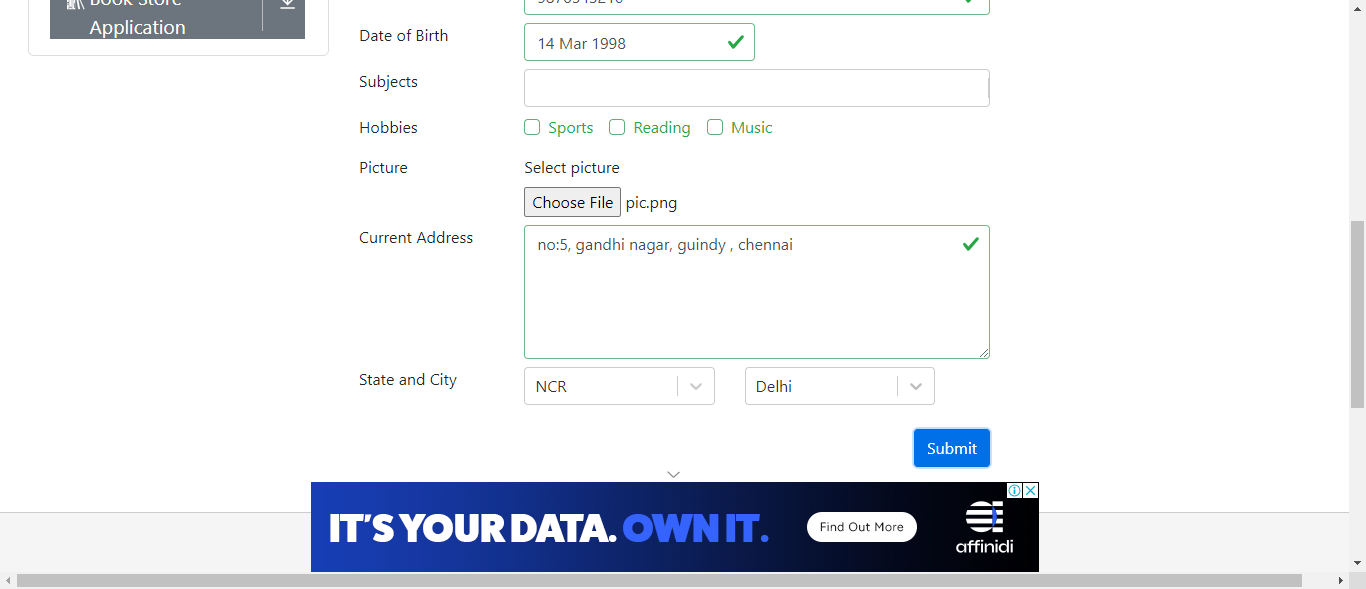 Book Store
Application
9876543210
Date of Birth
14 Mar 1998
Subjects
Hobbies
Sports Reading Music
Picture
Select picture
Choose File pic.png
Current Address
no:5, gandhi nagar, guindy , chennai
State and City
NCR Delhi
Submit
IT'S YOUR DATA. OWN IT.
Find Out More
affinidi